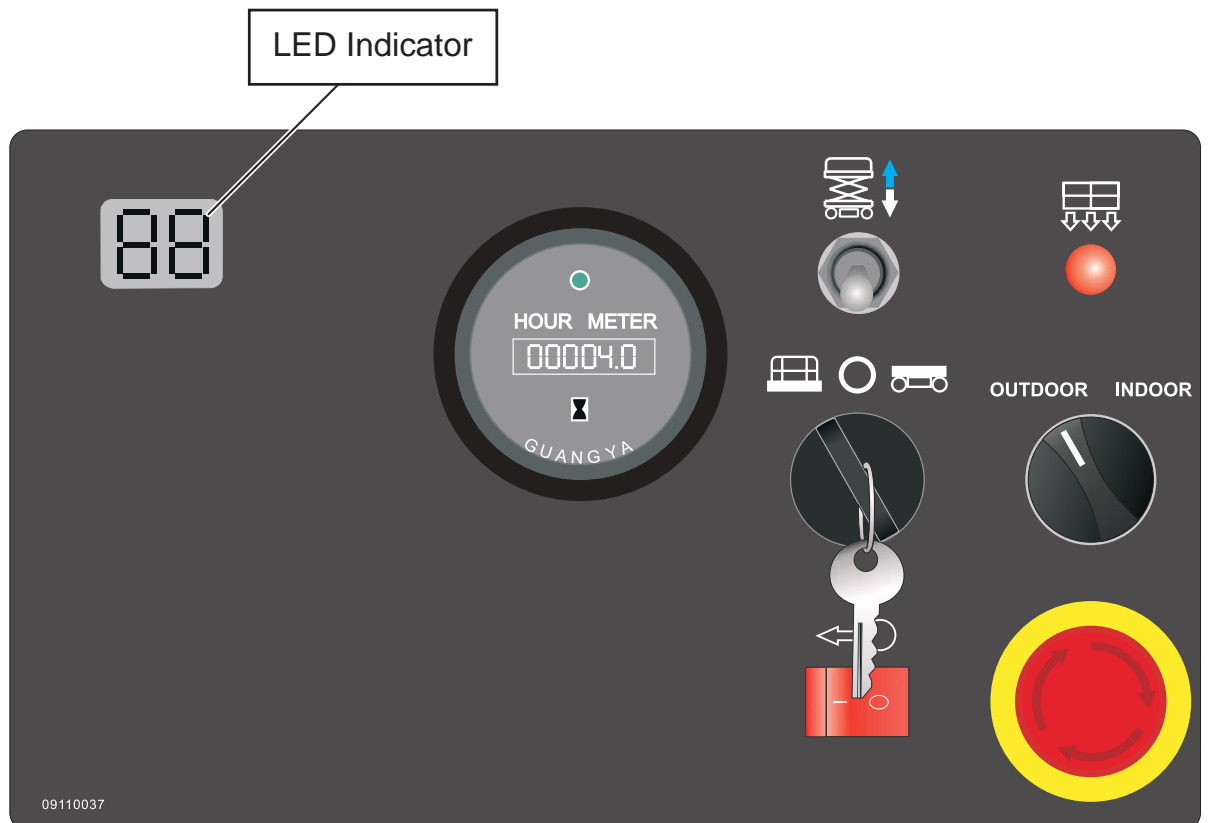 LED Indicator
88
HOUR METER
00004.0
GUANGYA
OUTDOOR INDOOR
I O
09110037